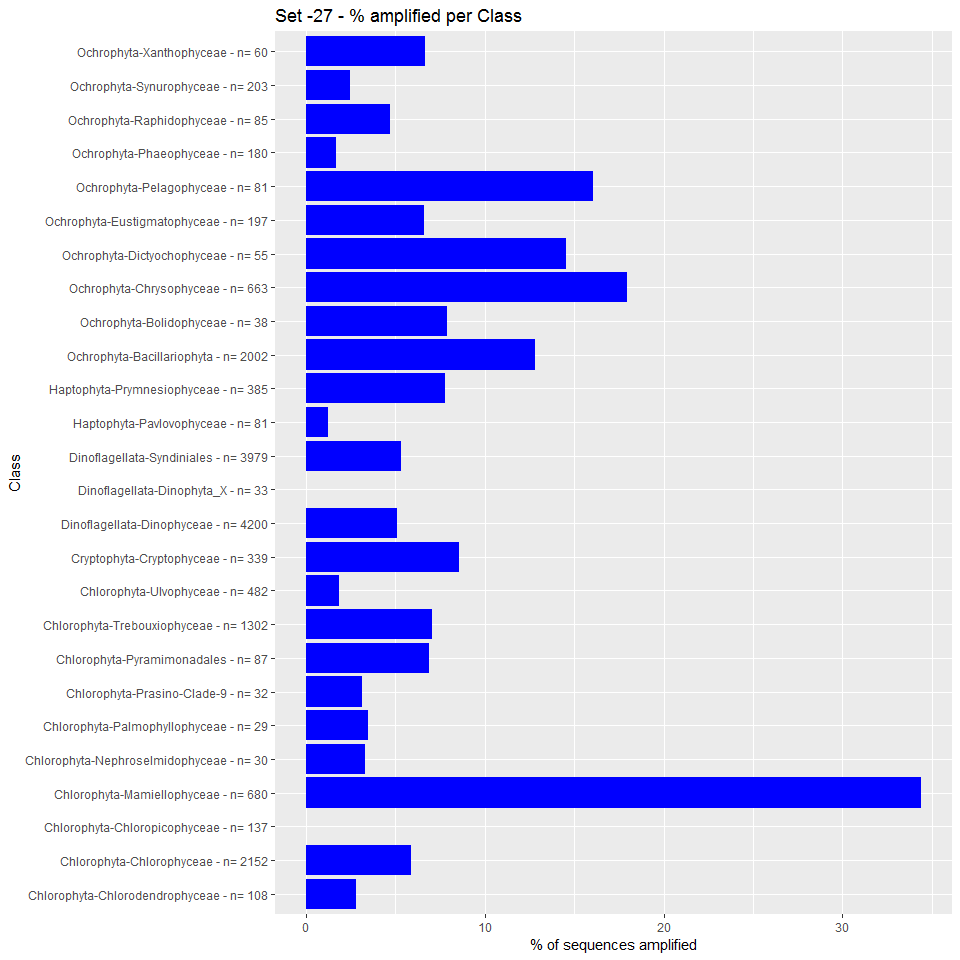 Set -27 - % amplified per Class
Class
Ochrophyta-Xanthophyceae - n= 60
Ochrophyta-Synurophyceae - n= 203
Ochrophyta-Raphidophyceae - n= 85
Ochrophyta-Phaeophyceae - n= 180
Ochrophyta-Pelagophyceae - n= 81
Ochrophyta-Eustigmatophyceae - n= 197
Ochrophyta-Dictyochophyceae - n= 55
Ochrophyta-Chrysophyceae - n= 663
Ochrophyta-Bolidophyceae - n= 38
Ochrophyta-Bacillariophyta - n= 2002
Haptophyta-Prymnesiophyceae - n= 385
Haptophyta-Pavlovophyceae - n= 81
Dinoflagellata-Syndiniales - n= 3979
Dinoflagellata-Dinophyta_X - n= 33
Dinoflagellata-Dinophyceae - n= 4200
Cryptophyta-Cryptophyceae - n= 339
Chlorophyta-Ulvophyceae - n= 482
Chlorophyta-Trebouxiophyceae - n= 1302
Chlorophyta-Pyramimonadales - n= 87
Chlorophyta-Prasino-Clade-9 - n= 32
Chlorophyta-Palmophyllophyceae - n= 29
Chlorophyta-Nephroselmidophyceae - n= 30
Chlorophyta-Mamiellophyceae - n= 680
Chlorophyta-Chloropicophyceae - n= 137
Chlorophyta-Chlorophyceae - n= 2152
Chlorophyta-Chlorodendrophyceae - n= 108
0 10 20 30
% of sequences amplified